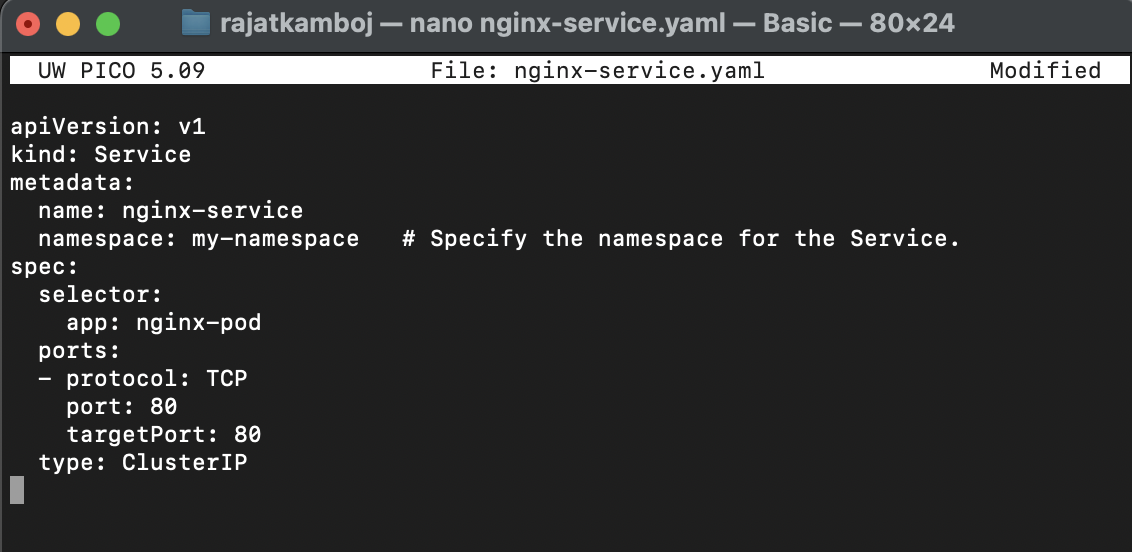 rajatkamboj — nano nginx-service.yaml — Basic — 80×24
UW PICO 5.09 File: nginx-service.yaml Modified
apiVersion: v1
kind: Service
metadata:
  name: nginx-service
  namespace: my-namespace   # Specify the namespace for the Service.
spec:
  selector:
    app: nginx-pod
  ports:
  - protocol: TCP
    port: 80
    targetPort: 80
  type: ClusterIP